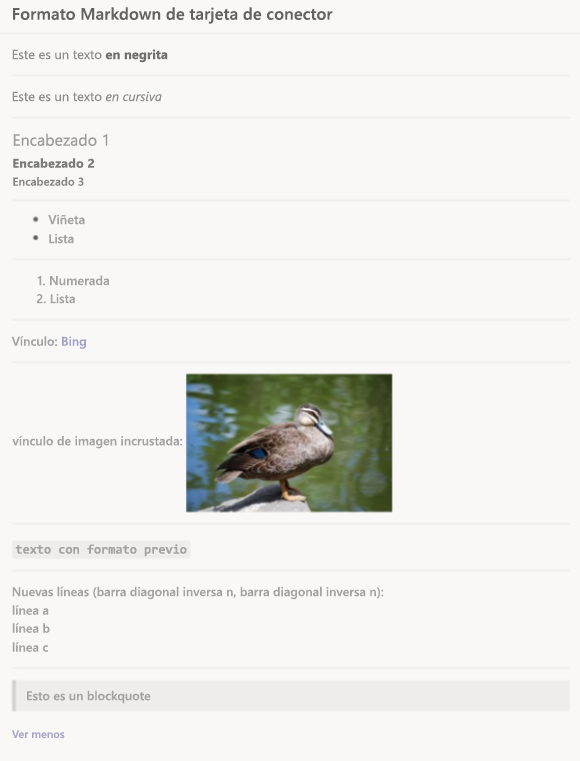 Formato Markdown de tarjeta de conector
Este es un texto en negrita
Este es un texto en cursiva
Encabezado 1
Encabezado 2
Encabezado 3
Viñeta
Lista
1. Numerada
2. Lista
Vínculo: Bing
vínculo de imagen incrustada:
texto con formato previo
Nuevas líneas (barra diagonal inversa n, barra diagonal inversa n):
línea a
línea b
línea c
Esto es un blockquote
Ver menos